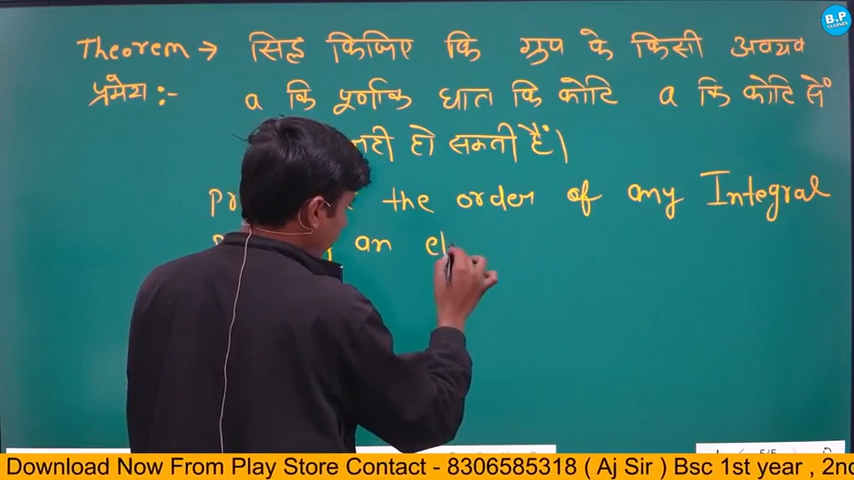 B.P
CLASSES
Theorem → सिद्ध किजिए कि ग्रुप के किसी अवयव
प्रमेय :- a कि पूर्णांक घात कि कोटि a कि कोटि सें
नही हो सकती हैं।
the order of any Integral
an el
Download Now From Play Store Contact - 8306585318 ( Aj Sir ) Bsc 1st year , 2nd